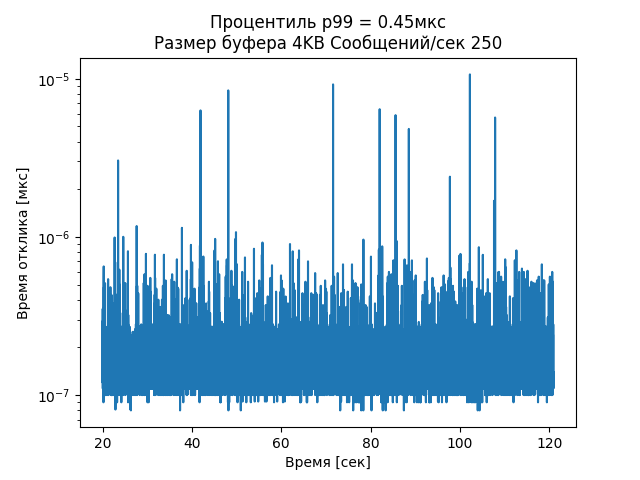 Процентиль p99 = 0.45мкс
Размер буфера 4KB Сообщений/сек 250
Время отклика [мкс]
10⁻⁵
10⁻⁶
10⁻⁷
20 40 60 80 100 120
Время [сек]